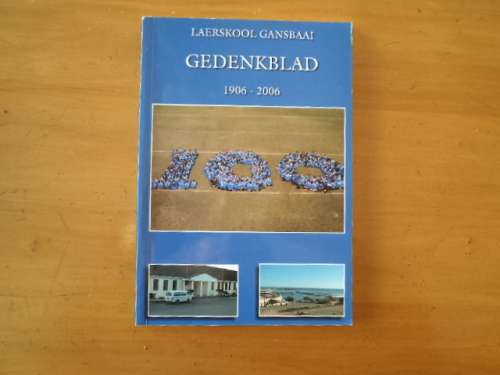 LAERSKOOL GANSBAAI
GEDENKBLAD
1906 - 2006
100